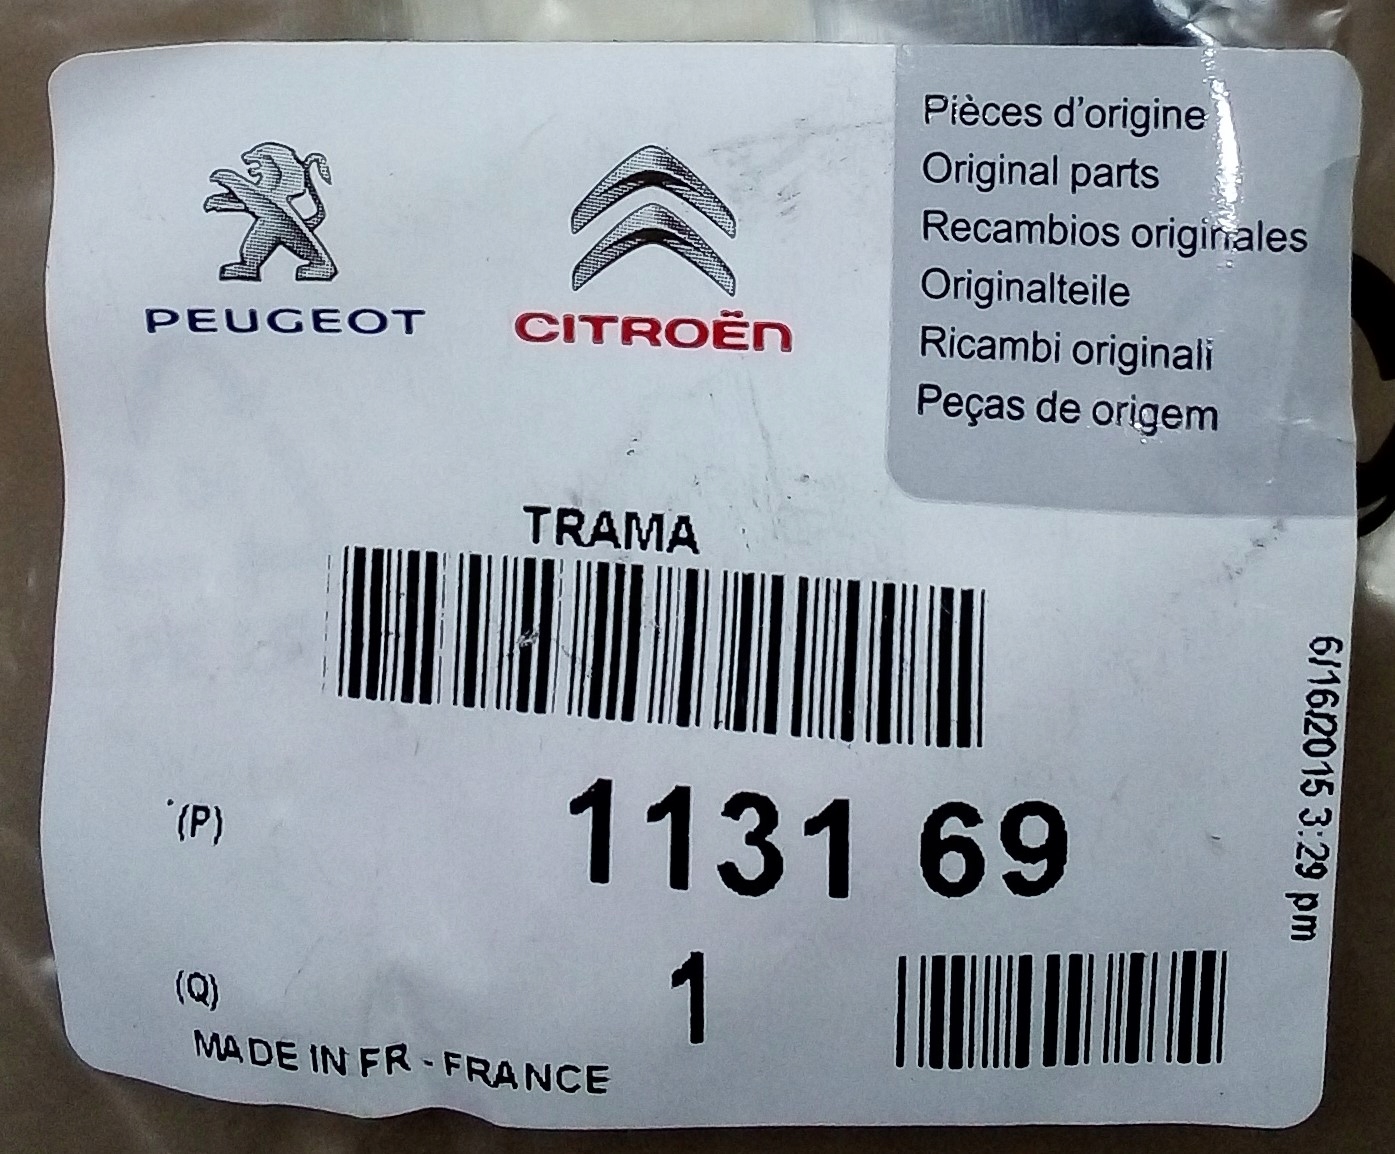 PEUGEOT
CITROËN
Pièces d'origine
Original parts
Recambios originales
Originalteile
Ricambi originali
Peças de origem
TRAMA
(P)
1131 69
(Q)
1
MADE IN FR - FRANCE
6/16/2015 3:29 pm